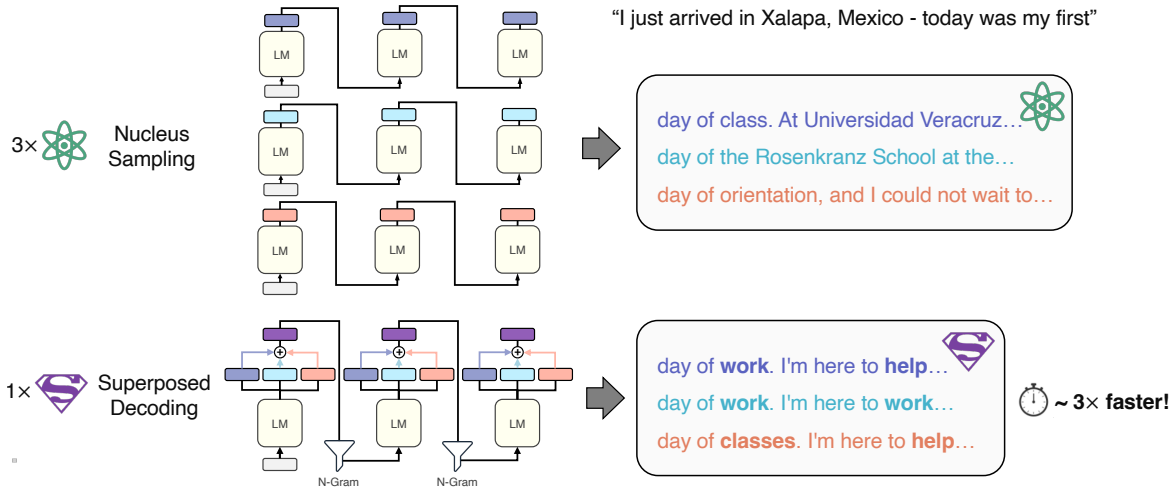 "I just arrived in Xalapa, Mexico - today was my first"
LM
LM
LM
LM
LM
LM
LM
LM
LM
3×
Nucleus
Sampling
day of class. At Universidad Veracruz…
day of the Rosenkranz School at the…
day of orientation, and I could not wait to…
1×
S
Superposed
Decoding
LM
LM
LM
N-Gram
N-Gram
S
day of work. I'm here to help…
day of work. I'm here to work…
day of classes. I'm here to help…
~ 3× faster!